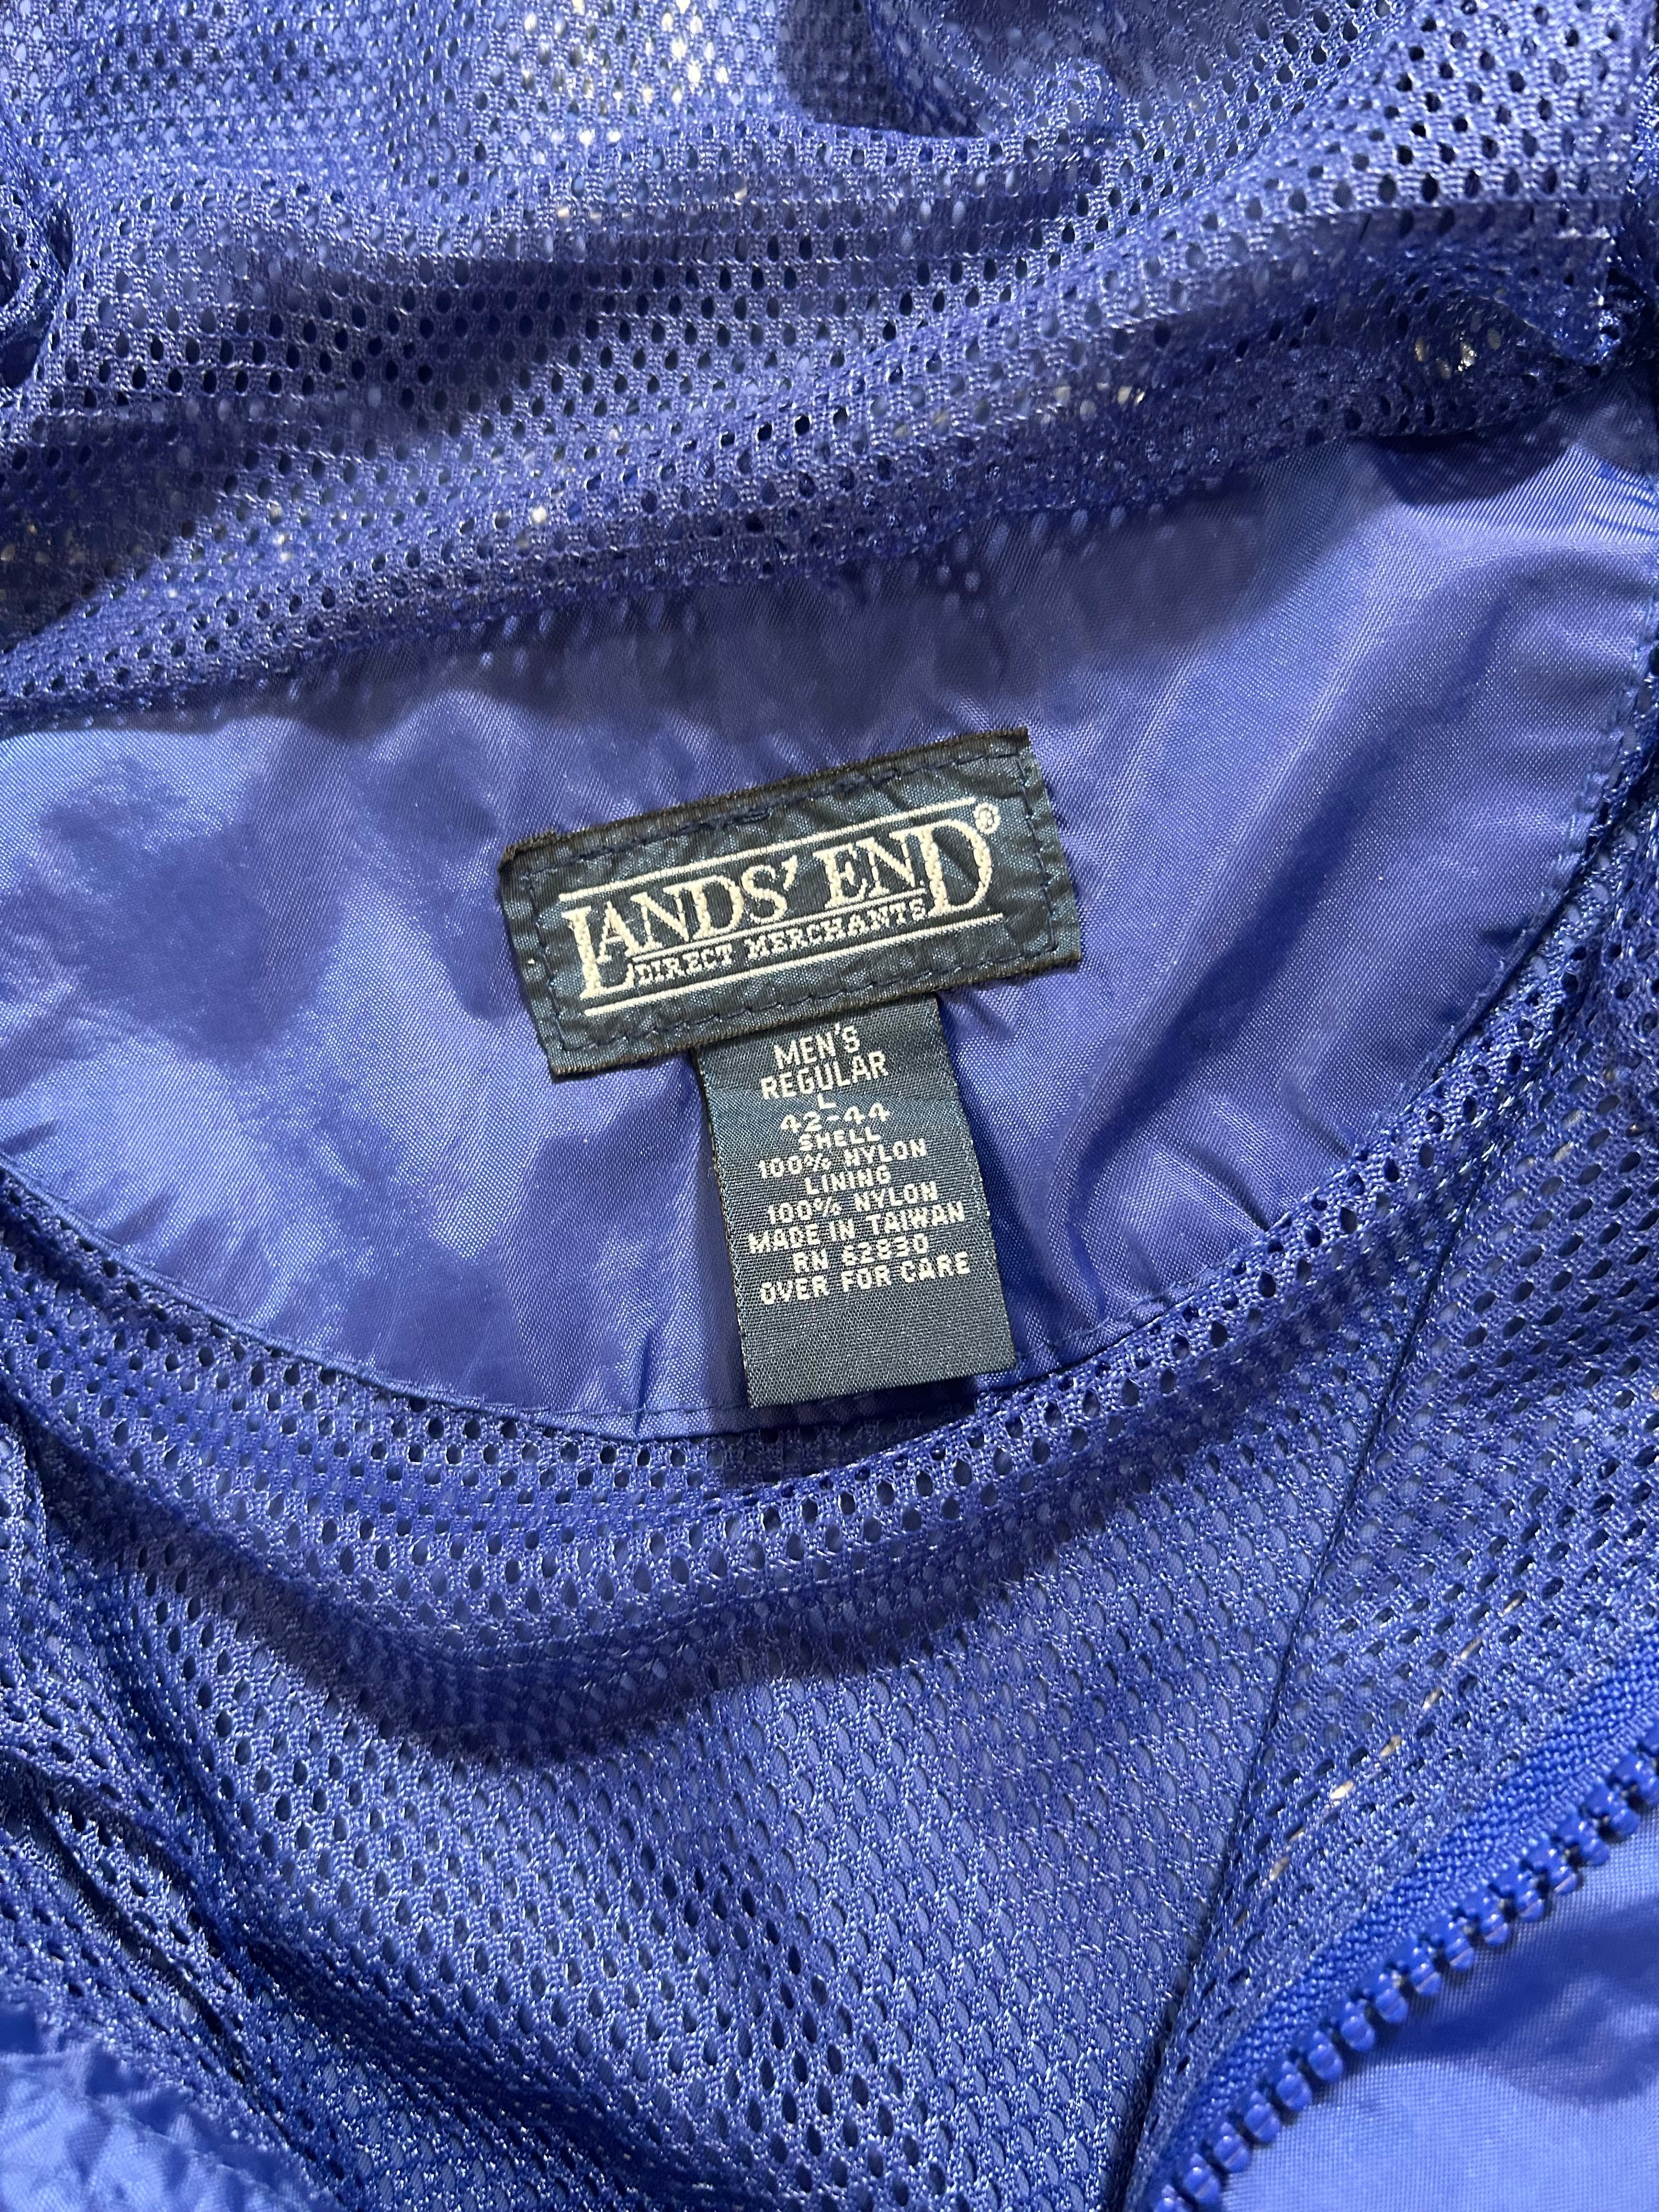 LANDS' END®
DIRECT MERCHANTS
MEN'S
REGULAR
L
42-44
SHELL
100% NYLON
LINING
100% NYLON
MADE IN TAIWAN
RN 62830
OVER FOR CARE